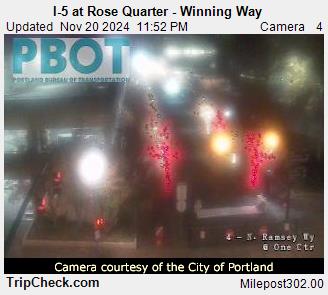 I-5 at Rose Quarter - Winning Way
Updated Nov 20 2024 11:52 PM Camera 4
PBOT
PORTLAND BUREAU OF TRANSPORTATION
4 - N. Ramsey Wy
@ One Ctr
Camera courtesy of the City of Portland
TripCheck.com Milepost302.00